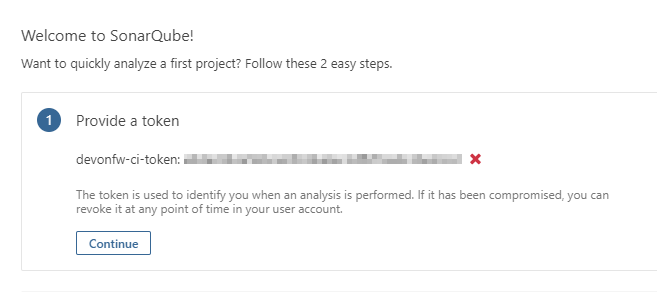 Welcome to SonarQube!
Want to quickly analyze a first project? Follow these 2 easy steps.
1 Provide a token
devonfw-ci-token:
The token is used to identify you when an analysis is performed. If it has been compromised, you can
revoke it at any point of time in your user account.
Continue